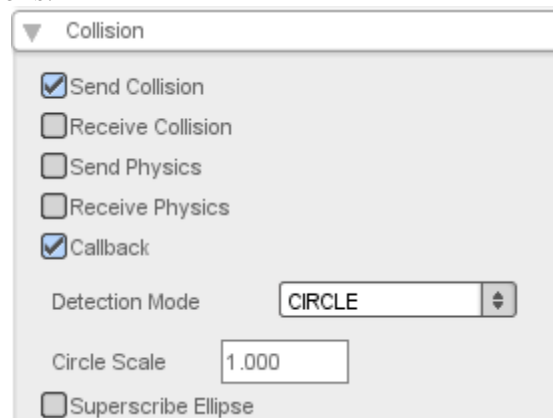 Collision
Send Collision
Receive Collision
Send Physics
Receive Physics
Callback
Detection Mode CIRCLE
Circle Scale 1.000
Superscribe Ellipse